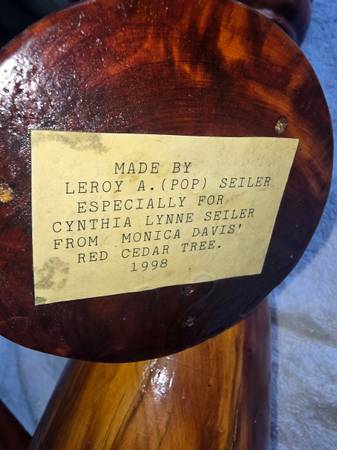 MADE BY
LEROY A.(POP) SEILER
ESPECIALLY FOR
CYNTHIA LYNNE SEILER
FROM MONICA DAVIS'
RED CEDAR TREE.
1998